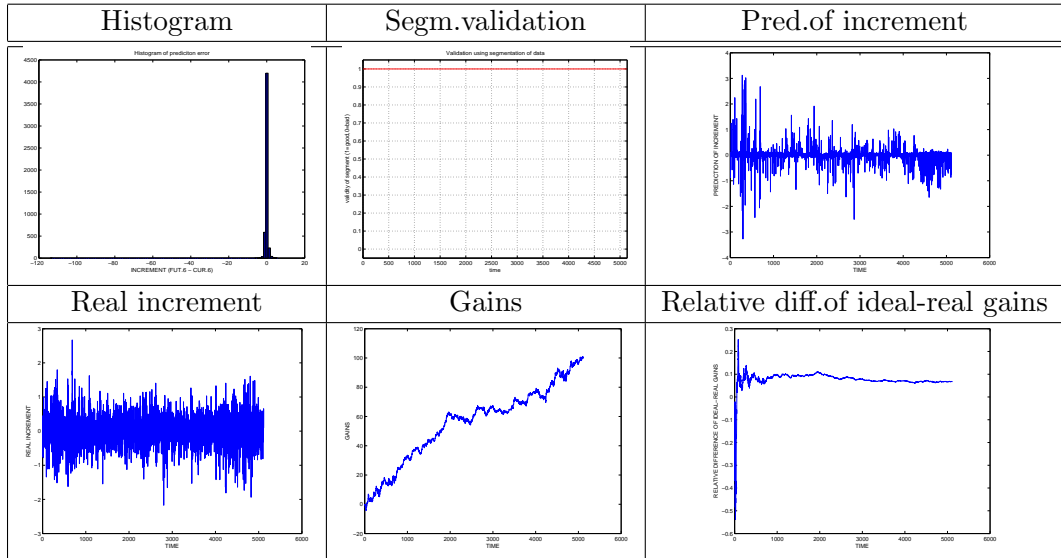 Histogram
Segm.validation
Pred.of increment
Histogram of prediciton error
4500
4000
3500
3000
2500
2000
1500
1000
500
0
−120 −100 −80 −60 −40 −20 0 20
INCREMENT (FUT.6 − CUR.6)
Validation using segmentation of data
validity of segment (1=good,0=bad)
1
0.9
0.8
0.7
0.6
0.5
0.4
0.3
0.2
0.1
0
500 1000 1500 2000 2500 3000 3500 4000 4500 5000
time
PREDICTION OF INCREMENT
4
3
2
1
0
−1
−2
−3
−4
0 1000 2000 3000 4000 5000 6000
TIME
Real increment
Gains
Relative diff.of ideal-real gains
REAL INCREMENT
3
2
1
0
−1
−2
−3
0 1000 2000 3000 4000 5000 6000
TIME
GAINS
120
100
80
60
40
20
0
−20
0 1000 2000 3000 4000 5000 6000
TIME
RELATIVE DIFFERENCE OF IDEAL−REAL GAINS
0.3
0.2
0.1
0
−0.1
−0.2
−0.3
−0.4
−0.5
−0.6
0 1000 2000 3000 4000 5000 6000
TIME